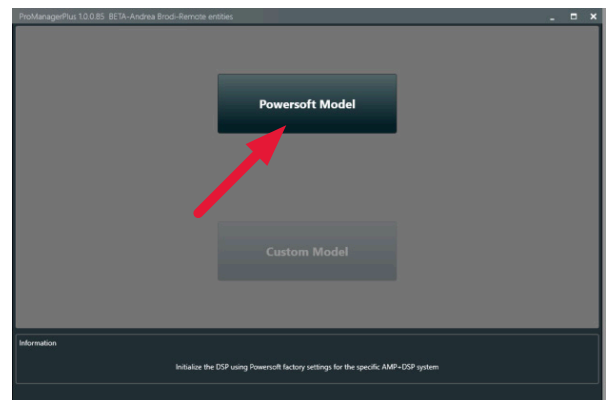 ProManagerPlus 1.0.0.85 BETA-Andrea Brodi-Remote entities
Powersoft Model
Custom Model
Information
Initialize the DSP using Powersoft factory settings for the specific AMP+DSP system